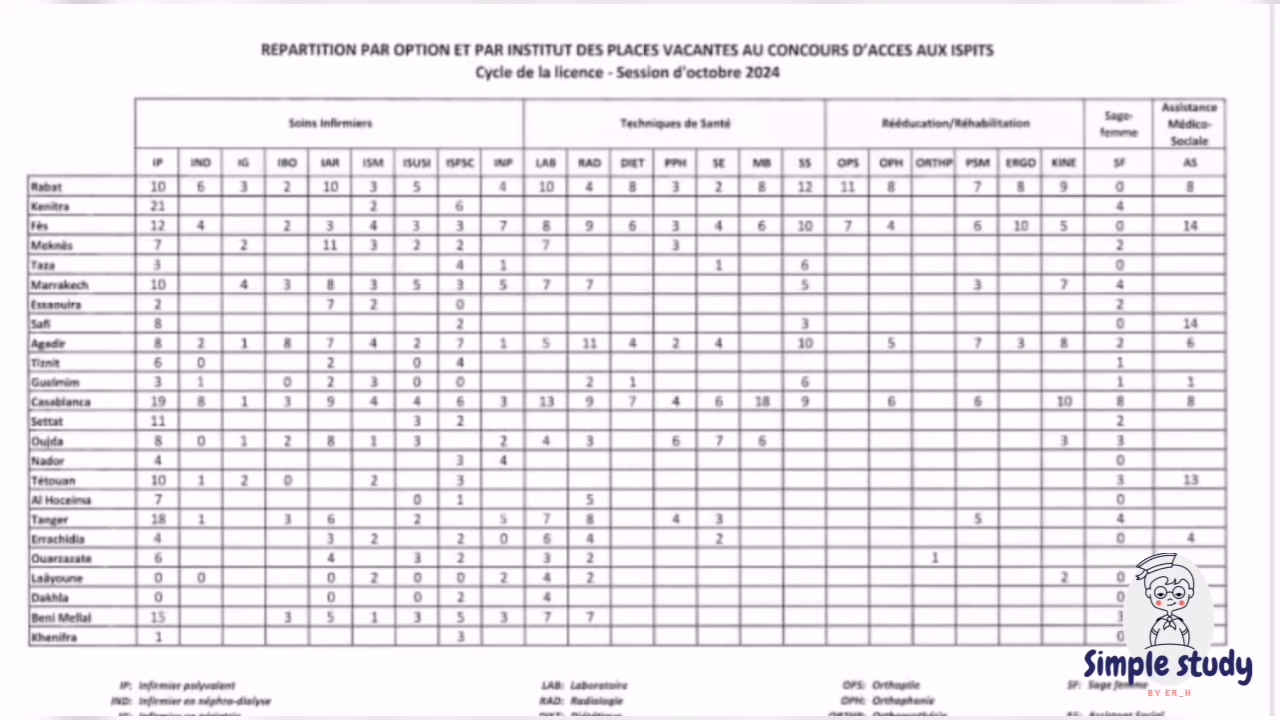 REPARTITION PAR OPTION ET PAR INSTITUT DES PLACES VACANTES AU CONCOURS D'ACCES AUX ISPITS
Cycle de la licence - Session d'octobre 2024
Soins Infirmiers Techniques de Santé Rééducation/Réhabilitation Sage-femme Assistance Médico-Sociale
IP IND IG IBO IAR ISM ISUSI ISFSC INP LAB RAD DIET PPH SE MB SS OPS OPH ORTHP PSM ERGO KINE SF AS
Rabat 10 6 3 2 10 3 5 4 10 4 8 3 2 8 12 11 8 7 8 9 0 8
Kenitra 21 2 6 4
Fès 12 4 2 3 4 3 3 7 8 9 6 3 4 6 10 7 4 6 10 5 0 14
Meknès 7 2 11 3 2 2 7 3 2
Taza 3 4 1 1 6 0
Marrakech 10 4 3 8 3 5 3 5 7 7 5 3 7 4
Essaouira 2 7 2 0 2
Safi 8 2 3 0 14
Agadir 8 2 1 8 7 4 2 7 1 5 11 4 2 4 10 5 7 3 8 2 6
Tiznit 6 0 2 0 4 1
Guelmim 3 1 0 2 3 0 0 2 1 6 1 1
Casablanca 19 8 1 3 9 4 4 6 3 13 9 7 4 6 18 9 6 6 10 8 8
Settat 11 3 2 2
Oujda 8 0 1 2 8 1 3 2 4 3 6 7 6 3 3
Nador 4 3 4 0
Tétouan 10 1 2 0 2 3 3 13
Al Hoceima 7 0 1 5 0
Tanger 18 1 3 6 2 5 7 8 4 3 5 4
Errachidia 4 3 2 2 0 6 4 2 0 4
Ouarzazate 6 4 3 2 3 2 1
Laâyoune 0 0 0 2 0 0 2 4 2 2 0
Dakhla 0 0 0 2 4 0
Beni Mellal 15 3 5 1 3 5 3 7 7 3
Khenifra 1 3 0
IP: Infirmier polyvalent LAB: Laboratoire OPS: Orthoptie SF: Sage femme
IND: Infirmier en néphro-dialyse RAD: Radiologie OPH: Orthophonie
Simple study
BY ER_H